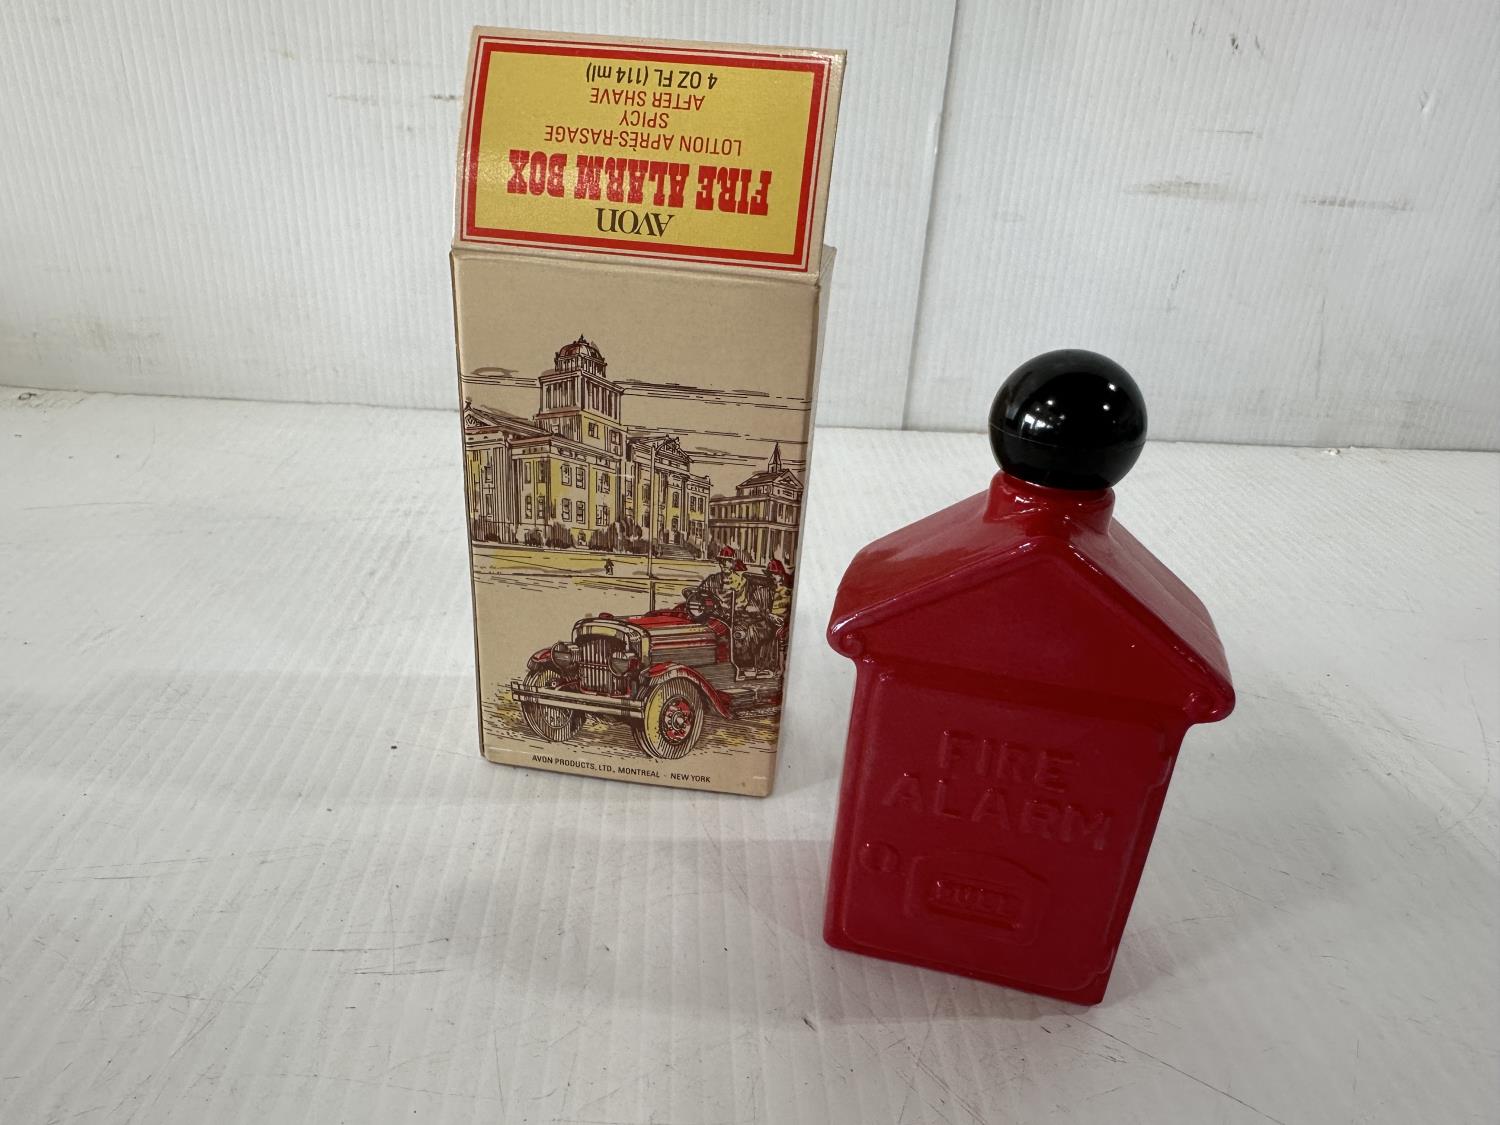 AVON
FIRE ALARM BOX
LOTION APRÈS-RASAGE
SPICY
AFTER SHAVE
4 OZ FL (114 ml)
AVON PRODUCTS, LTD., MONTREAL - NEW YORK
FIRE
ALARM